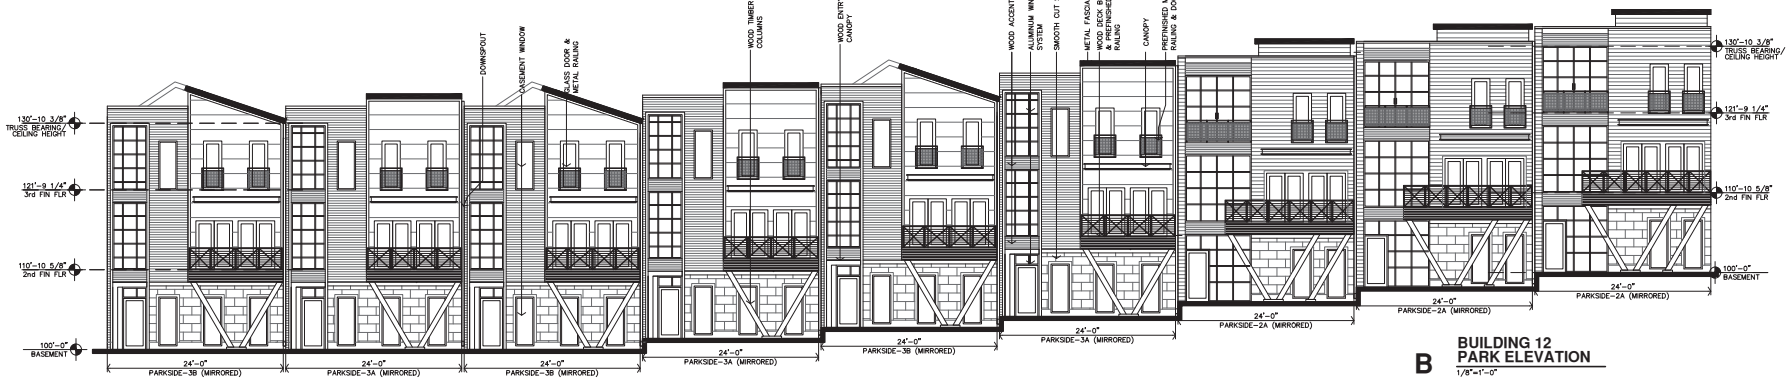 DOWNSPOUT
CASEMENT WINDOW
GLASS DOOR &
METAL RAILING
WOOD TIMBER
COLUMNS
WOOD ENTRY
CANOPY
WOOD ACCENT
ALUMINUM
SYSTEM
SMOOTH CUT
METAL FASCIA
WOOD DECK
& PREFINISHED
RAILING
CANOPY
PREFINISHED
RAILING &
130'-10 3/8"
TRUSS BEARING/
CEILING HEIGHT
121'-9 1/4"
3rd FIN FLR
110'-10 5/8"
2nd FIN FLR
100'-0"
BASEMENT
130'-10 3/8"
TRUSS BEARING/
CEILING HEIGHT
121'-9 1/4"
3rd FIN FLR
110'-10 5/8"
2nd FIN FLR
100'-0"
BASEMENT
24'-0"
PARKSIDE-3B (MIRRORED)
24'-0"
PARKSIDE-3A (MIRRORED)
24'-0"
PARKSIDE-3B (MIRRORED)
24'-0"
PARKSIDE-3A (MIRRORED)
24'-0"
PARKSIDE-3B (MIRRORED)
24'-0"
PARKSIDE-3A (MIRRORED)
24'-0"
PARKSIDE-2A (MIRRORED)
24'-0"
PARKSIDE-2A (MIRRORED)
24'-0"
PARKSIDE-2A (MIRRORED)
B
BUILDING 12
PARK ELEVATION
1/8"=1'-0"